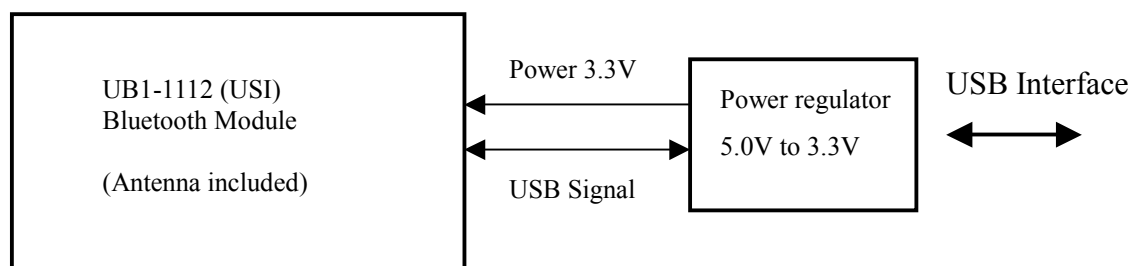 UB1-1112 (USI)
Bluetooth Module
(Antenna included)
Power 3.3V
USB Signal
Power regulator
5.0V to 3.3V
USB Interface